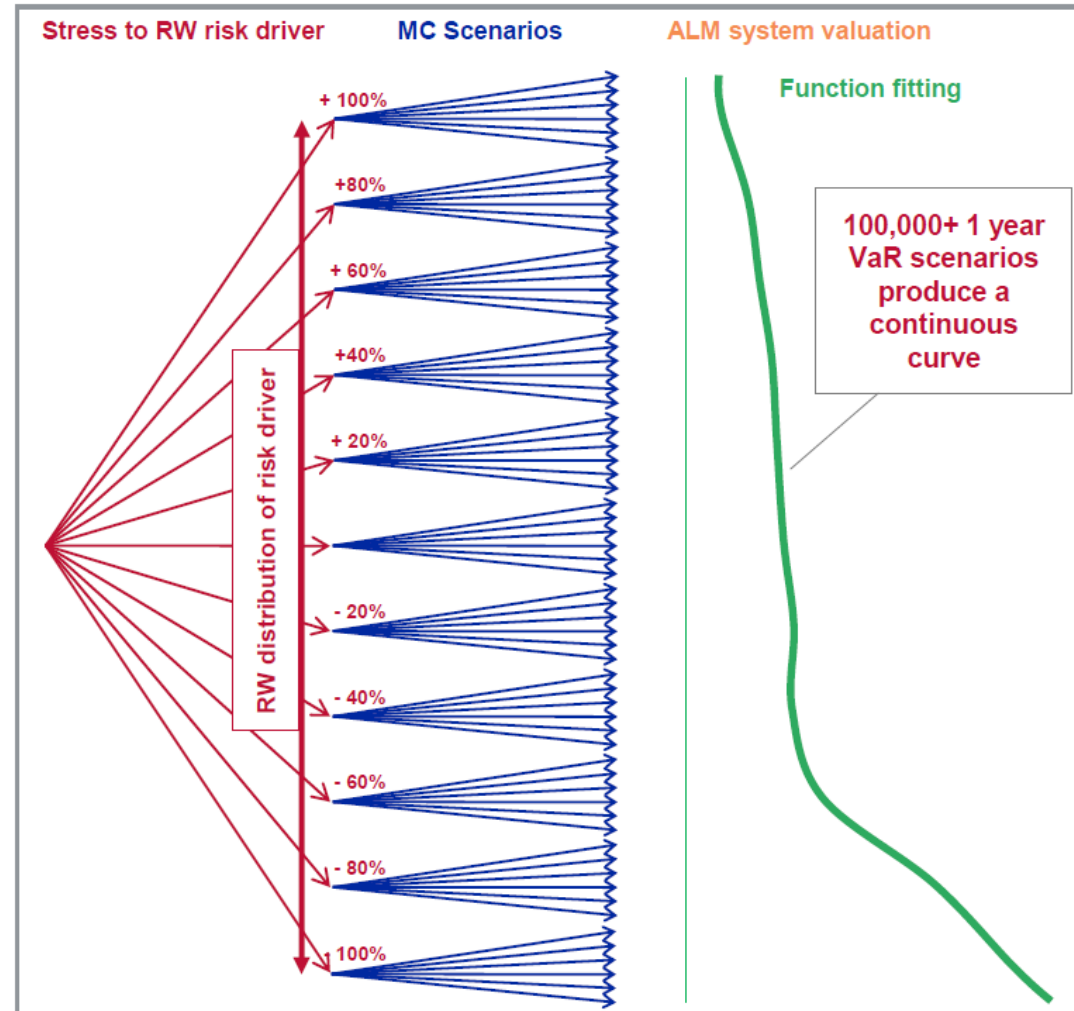 Stress to RW risk driver
MC Scenarios
ALM system valuation
Function fitting
+ 100%
+80%
+ 60%
+40%
+ 20%
- 20%
- 40%
- 60%
- 80%
- 100%
RW distribution of risk driver
100,000+ 1 year
VaR scenarios
produce a
continuous
curve